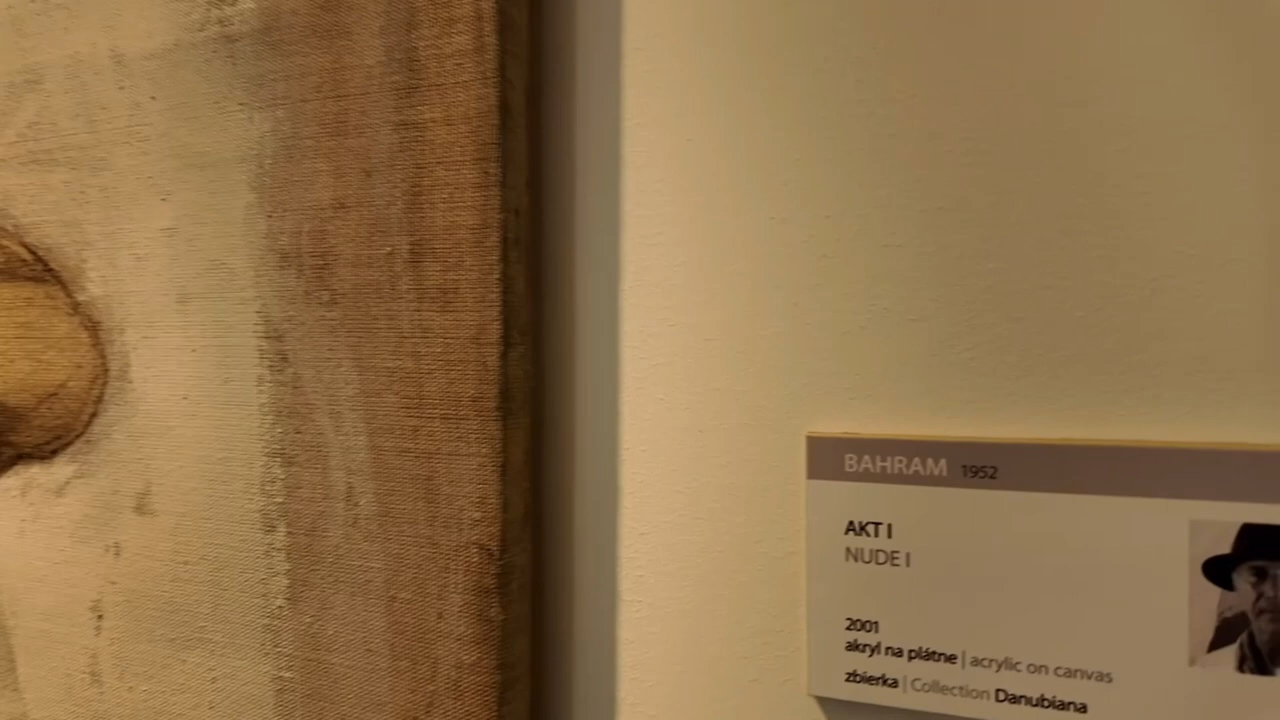 BAHRAM 1952
AKT I
NUDE I
2001
akryl na plátne | acrylic on canvas
zbierka | Collection Danubiana